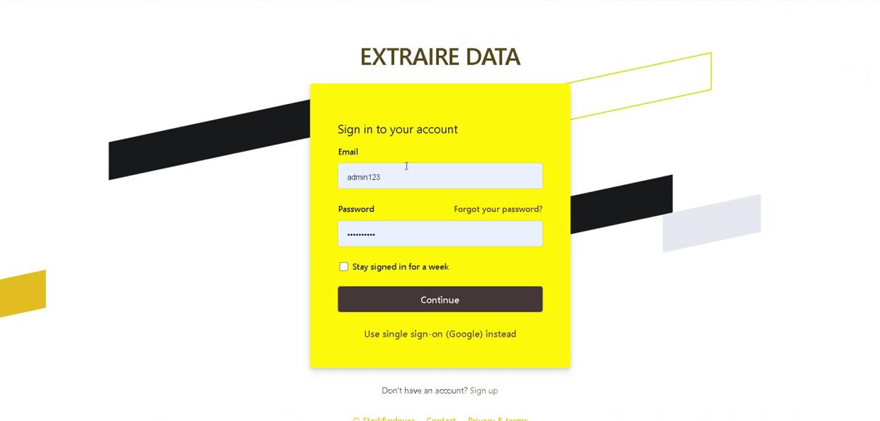 EXTRAIRE DATA
Sign in to your account
Email
admin123
Password Forgot your password?
••••••••••
Stay signed in for a week
Continue
Use single sign-on (Google) instead
Don't have an account? Sign up
© Contact Privacy & terms